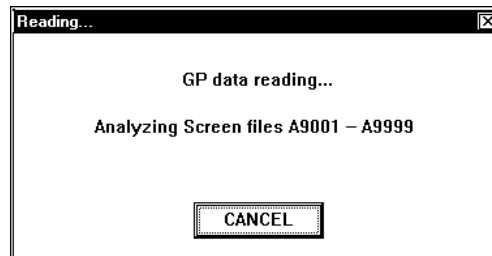 Reading...
GP data reading...
Analyzing Screen files A9001 – A9999
CANCEL